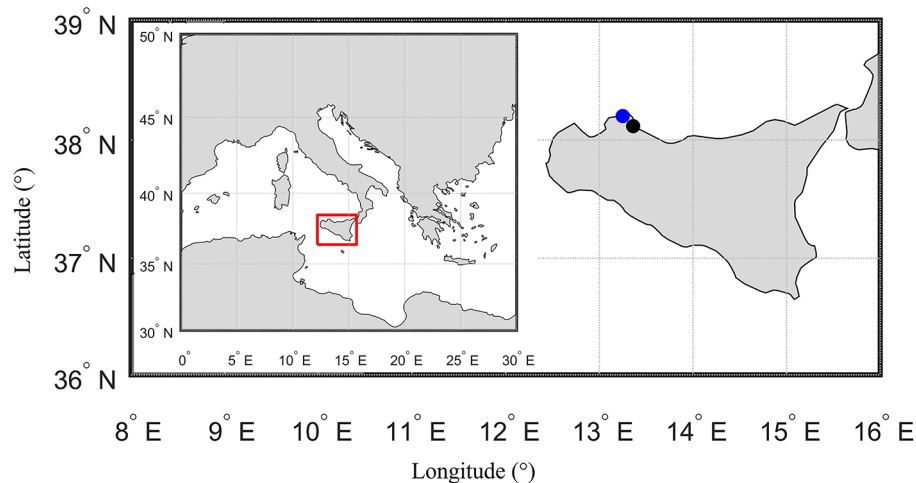 39° N
38° N
37° N
36° N
50° N
45° N
40° N
35° N
30° N
0° 5° E 10° E 15° E 20° E 25° E 30° E
8° E 9° E 10° E 11° E 12° E 13° E 14° E 15° E 16° E
Latitude (°)
Longitude (°)